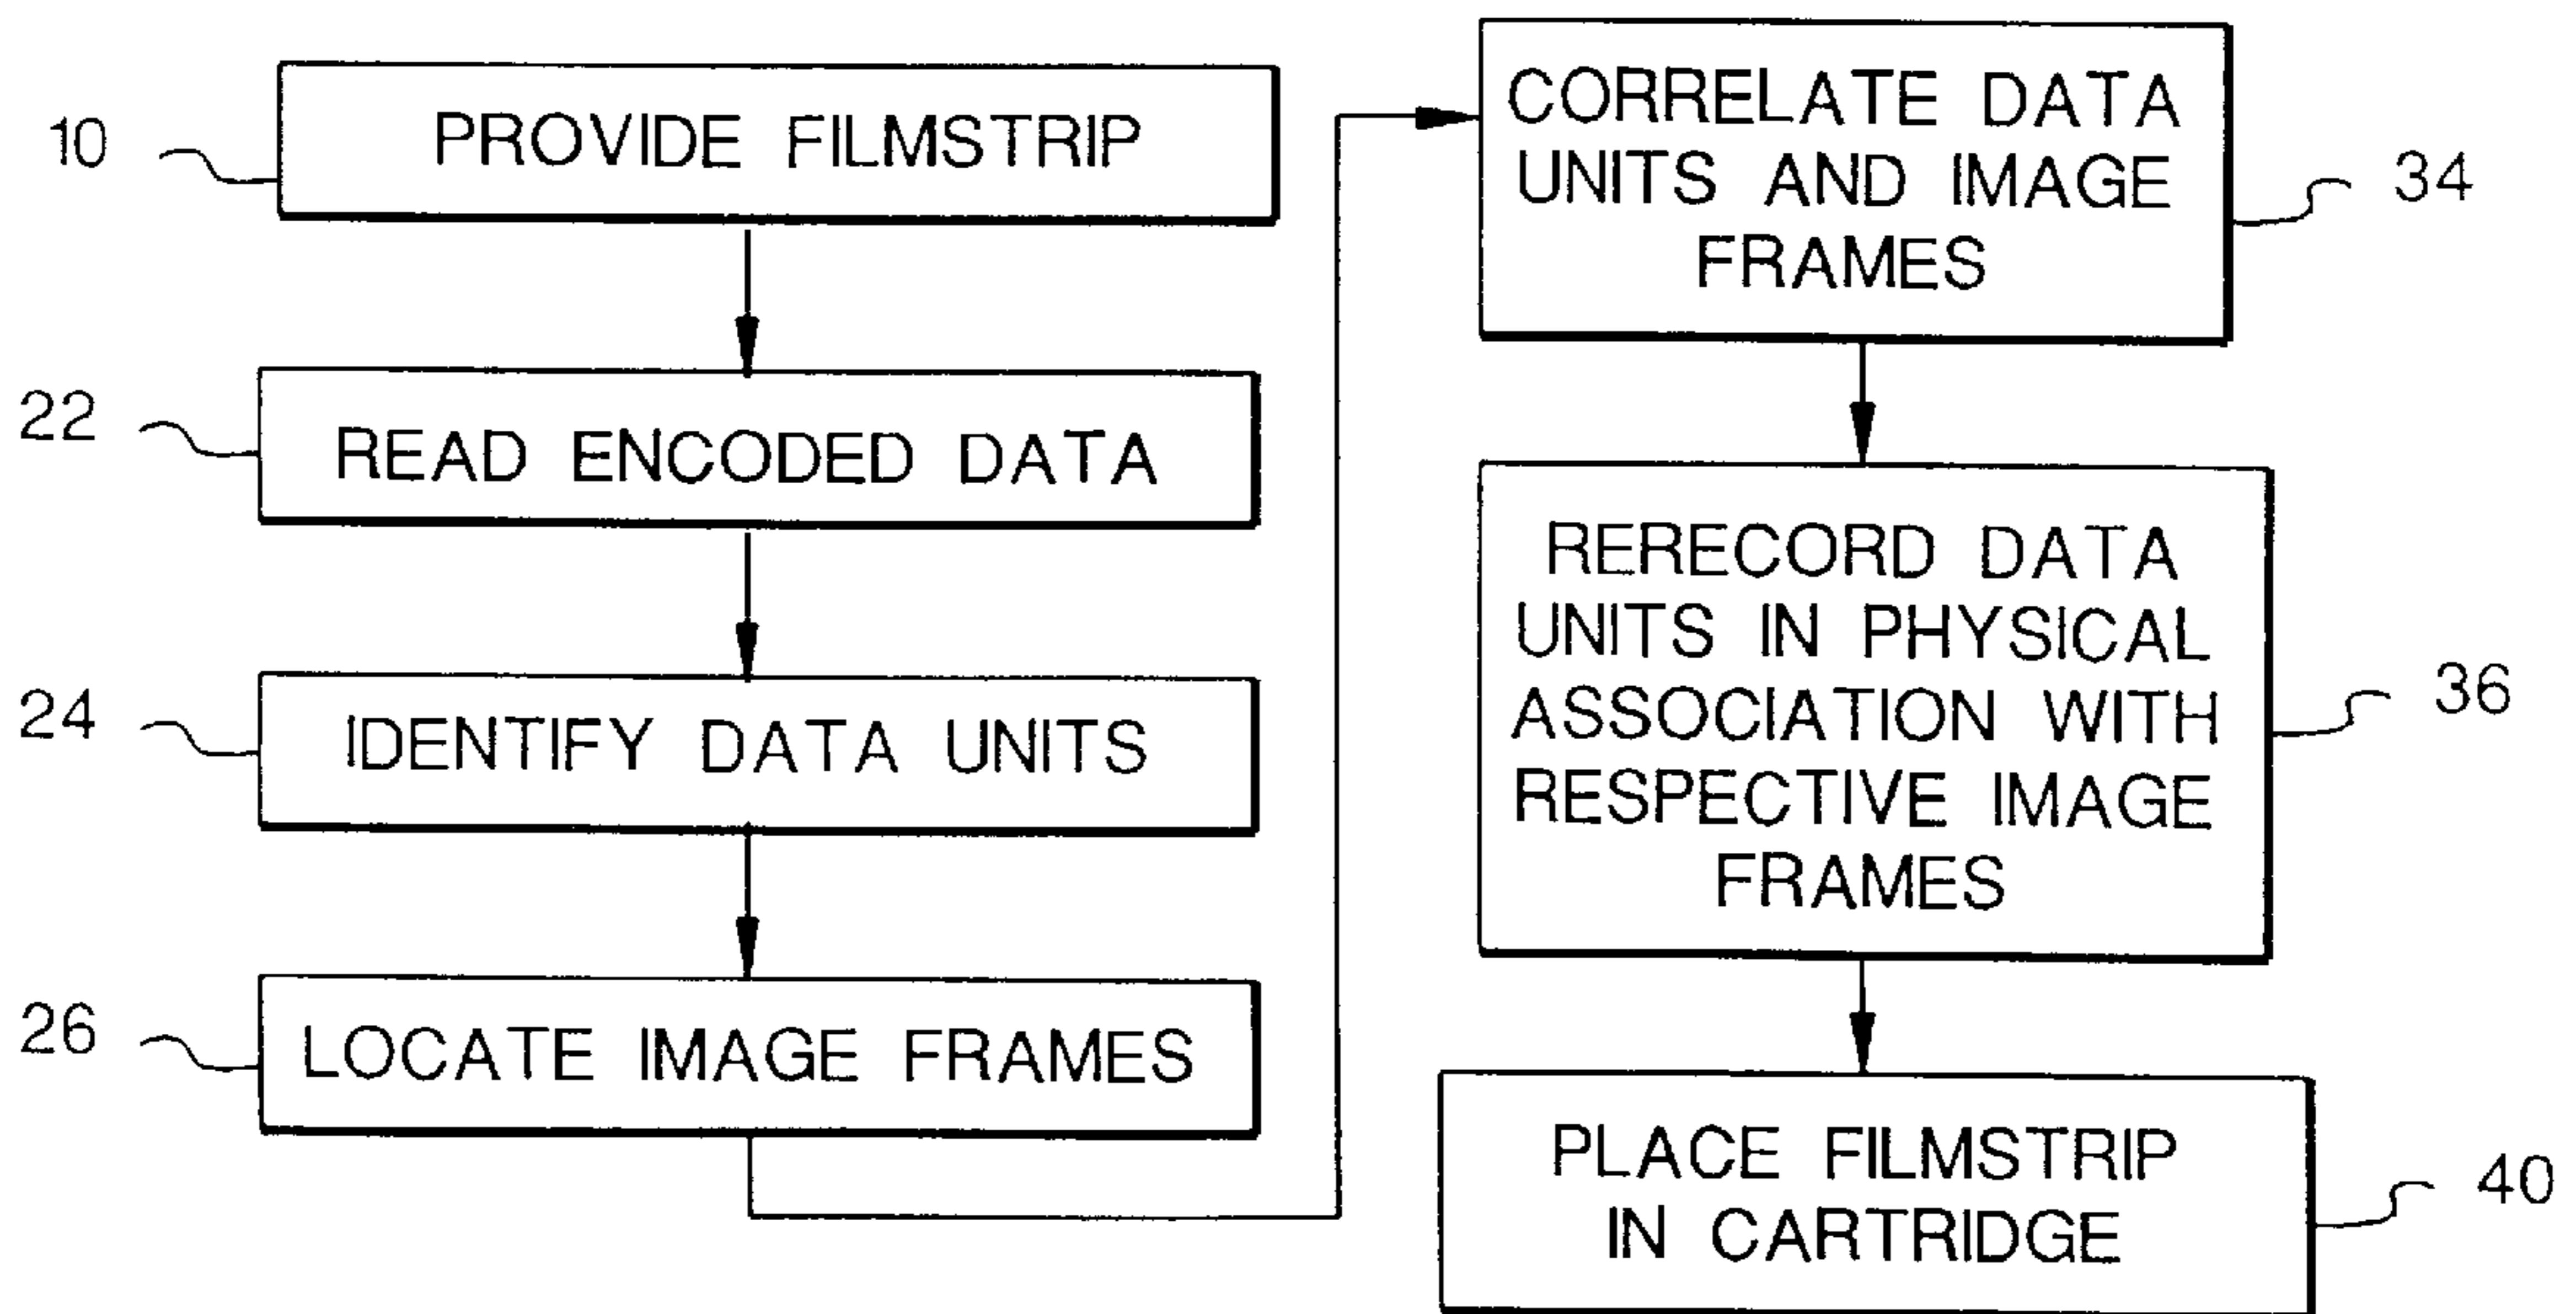 10
PROVIDE FILMSTRIP
22
READ ENCODED DATA
24
IDENTIFY DATA UNITS
26
LOCATE IMAGE FRAMES
CORRELATE DATA
UNITS AND IMAGE
FRAMES
34
RERECORD DATA
UNITS IN PHYSICAL
ASSOCIATION WITH
RESPECTIVE IMAGE
FRAMES
36
PLACE FILMSTRIP
IN CARTRIDGE
40